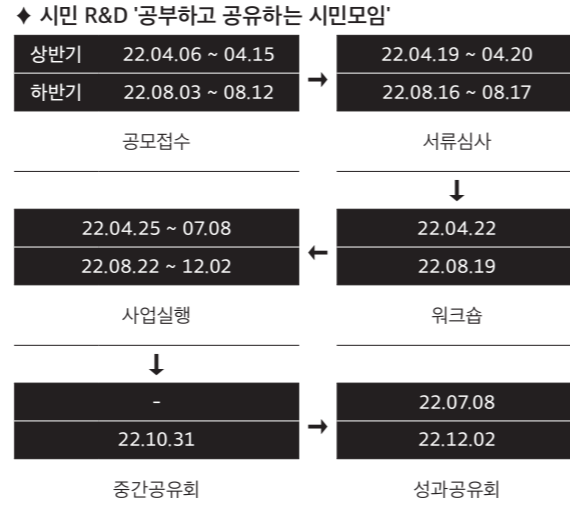 ✦ 시민 R&D '공부하고 공유하는 시민모임'
상반기 22.04.06 ~ 04.15
하반기 22.08.03 ~ 08.12
공모접수
→
22.04.19 ~ 04.20
22.08.16 ~ 08.17
서류심사
↓
22.04.22
22.08.19
워크숍
←
22.04.25 ~ 07.08
22.08.22 ~ 12.02
사업실행
↓
-
22.10.31
중간공유회
→
22.07.08
22.12.02
성과공유회